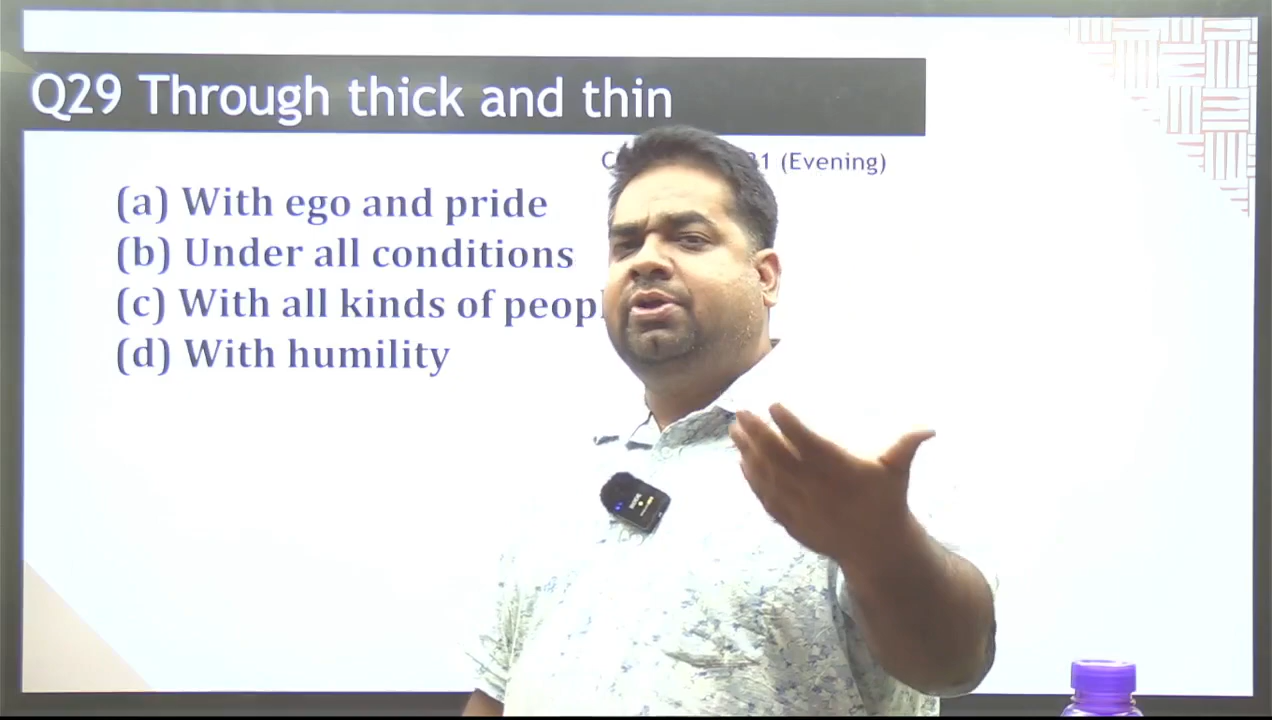 Q29 Through thick and thin
(Evening)
(a) With ego and pride
(b) Under all conditions
(c) With all kinds of
(d) With humility